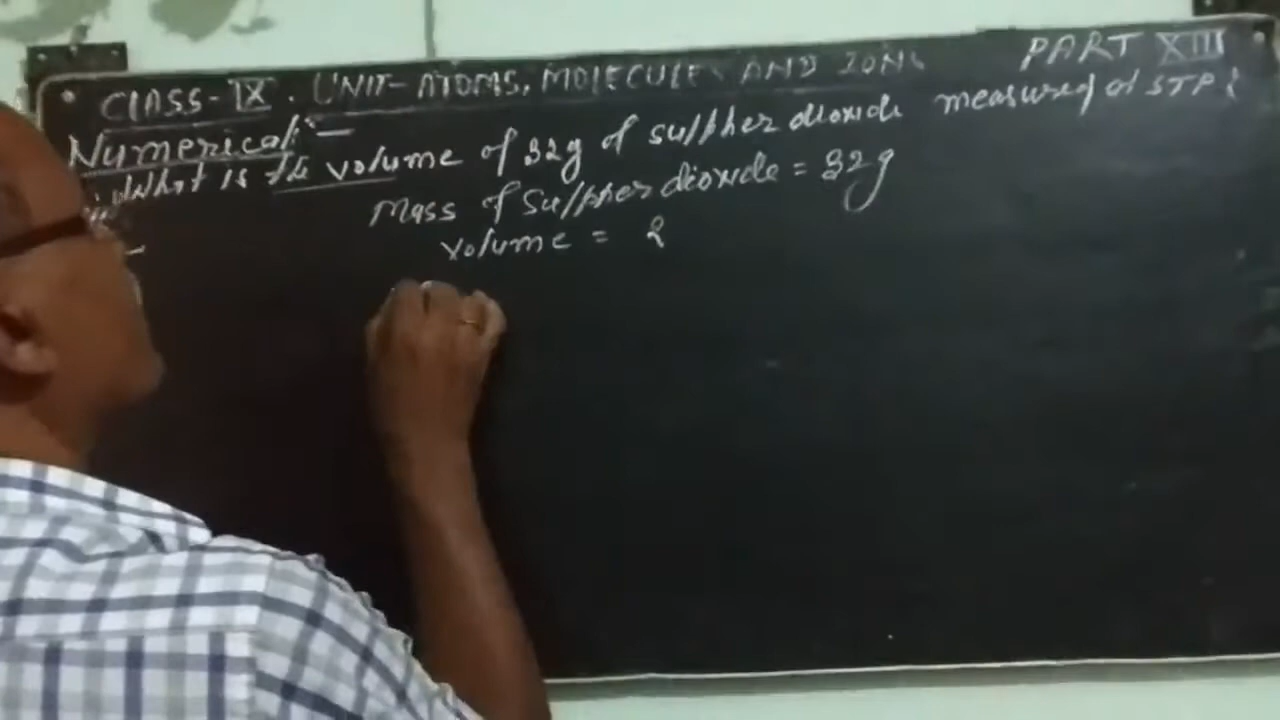 CLASS-IX. UNIT-ATOMS, MOLECULES AND IONS PART XIII
Numerical:-
What is the volume of 32g of sulpher dioxide measured at STP?
Mass of Sulpher dioxide = 32g
volume = ?